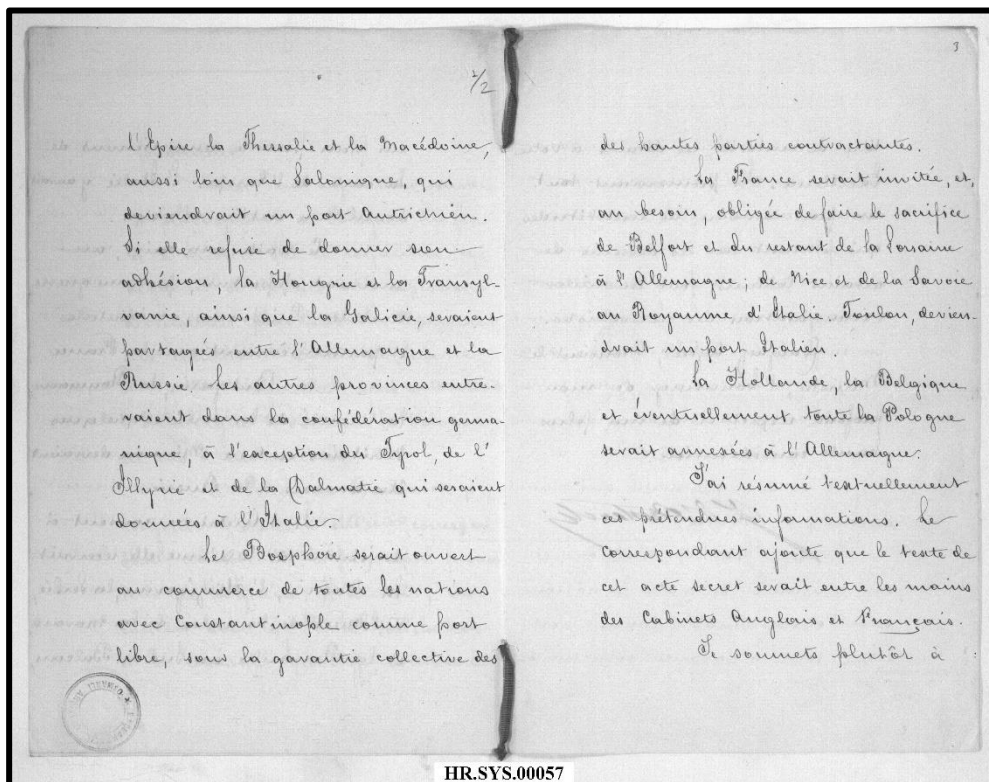 1/2
l'Epire la Thessalie et la Macédoine,
aussi loin que Salonique, qui
deviendrait un port Autrichien.
Si elle refuse de donner son
adhésion, la Hongrie et la Transyl-
vanie, ainsi que la Galicie, seraient
partagées entre l'Allemagne et la
Russie. Les autres provinces entre-
raient dans la confédération germa-
nique, à l'exception du Tyrol, de l'
Illyrie et de la Dalmatie qui seraient
données à l'Italie.
Le Bosphore serait ouvert
au commerce de toutes les nations
avec Constantinople comme port
libre, sous la garantie collective des
3
des hautes parties contractantes.
La France serait invitée, et,
au besoin, obligée de faire le sacrifice
de Belfort et du restant de la Lorraine
à l'Allemagne; de Nice et de la Savoie
au Royaume d'Italie. Toulon, devien-
drait un port Italien.
La Hollande, la Belgique
et, éventuellement toute la Pologne
serait annexées à l'Allemagne.
J'ai résumé textuellement
ces prétendues informations. Le
correspondant ajoute que le texte de
cet acte secret serait entre les mains
des Cabinets Anglais et Français.
Je soumets plutôt à
HR.SYS.00057